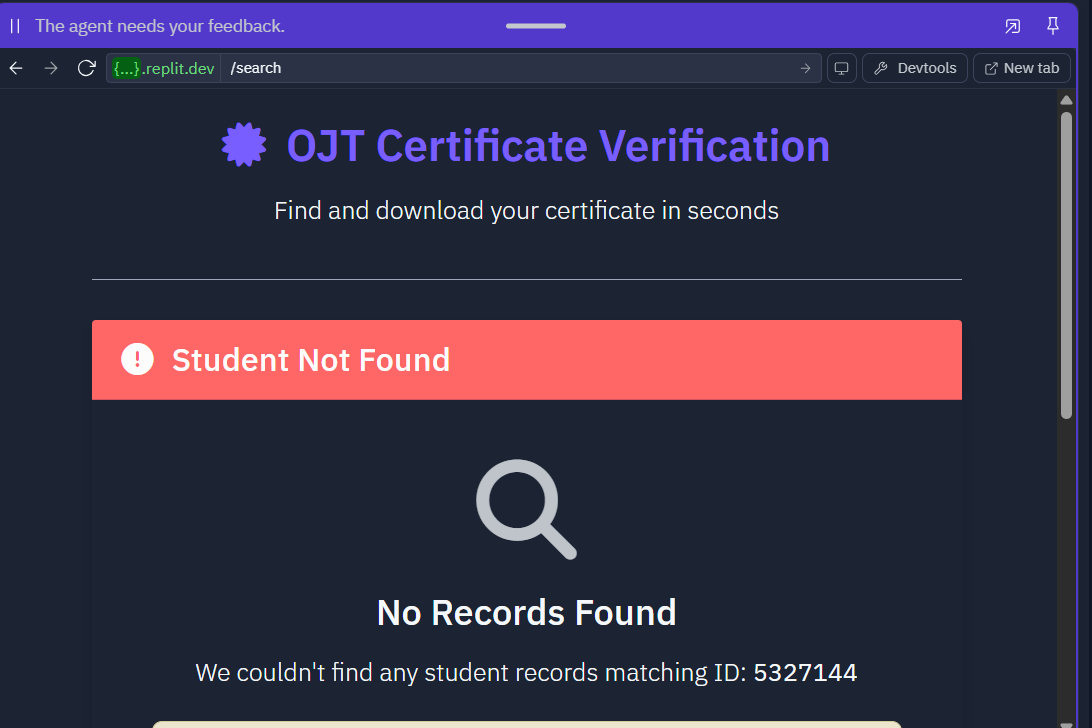 The agent needs your feedback.
{...}.replit.dev /search Devtools New tab
OJT Certificate Verification
Find and download your certificate in seconds
! Student Not Found
No Records Found
We couldn't find any student records matching ID: 5327144